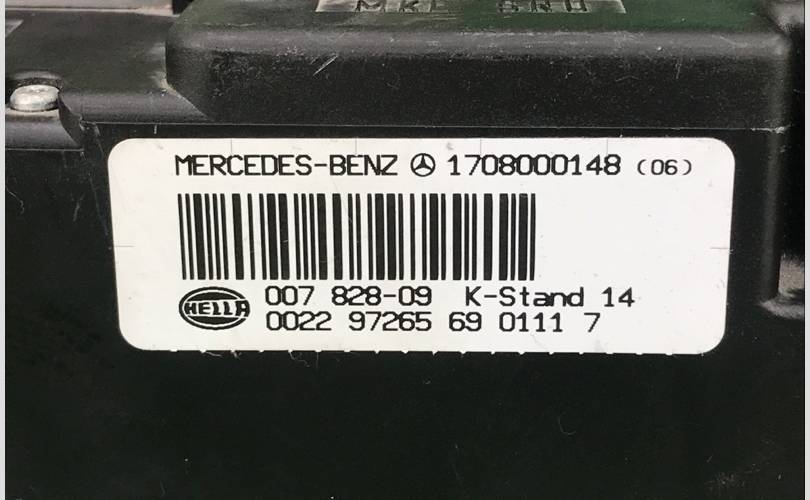 MERCEDES-BENZ 1708000148 (06)
HELLA 007 828-09 K-Stand 14
0022 97265 69 0111 7